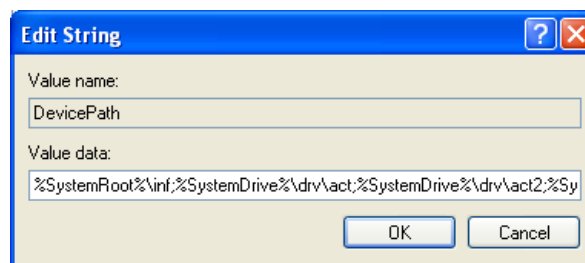 Edit String
Value name:
DevicePath
Value data:
%SystemRoot%\inf;%SystemDrive%\drv\act;%SystemDrive%\drv\act2;%Sy
OK Cancel